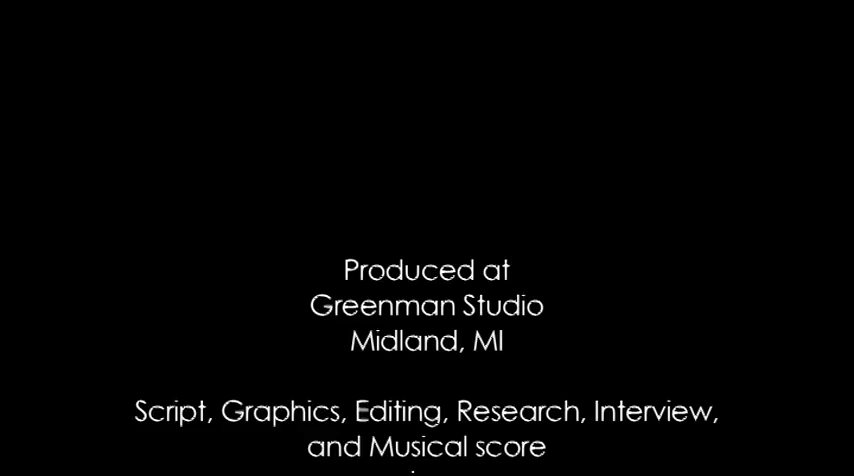 Produced at
Greenman Studio
Midland, MI
Script, Graphics, Editing, Research, Interview,
and Musical score